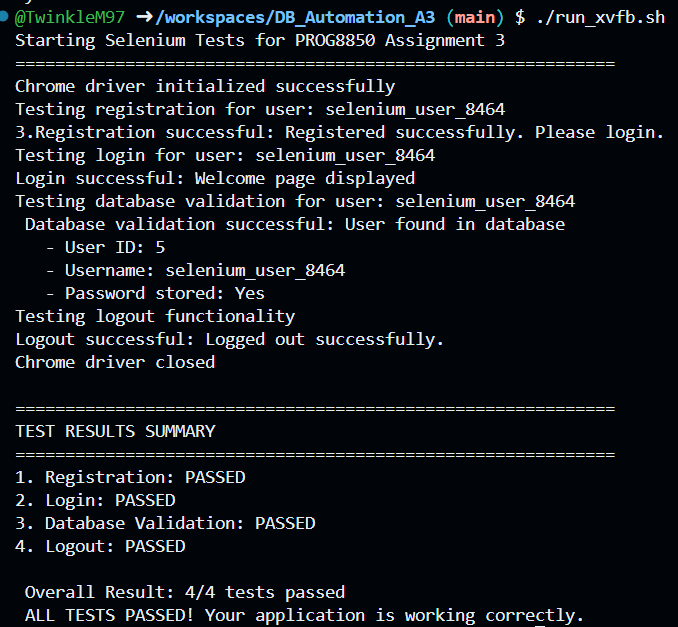 y
@TwinkleM97 ➜/workspaces/DB_Automation_A3 (main) $ ./run_xvfb.sh
Starting Selenium Tests for PROG8850 Assignment 3
============================================================
Chrome driver initialized successfully
Testing registration for user: selenium_user_8464
3.Registration successful: Registered successfully. Please login.
Testing login for user: selenium_user_8464
Login successful: Welcome page displayed
Testing database validation for user: selenium_user_8464
 Database validation successful: User found in database
   - User ID: 5
   - Username: selenium_user_8464
   - Password stored: Yes
Testing logout functionality
Logout successful: Logged out successfully.
Chrome driver closed

============================================================
TEST RESULTS SUMMARY
============================================================
1. Registration: PASSED
2. Login: PASSED
3. Database Validation: PASSED
4. Logout: PASSED

 Overall Result: 4/4 tests passed
 ALL TESTS PASSED! Your application is working correctly.